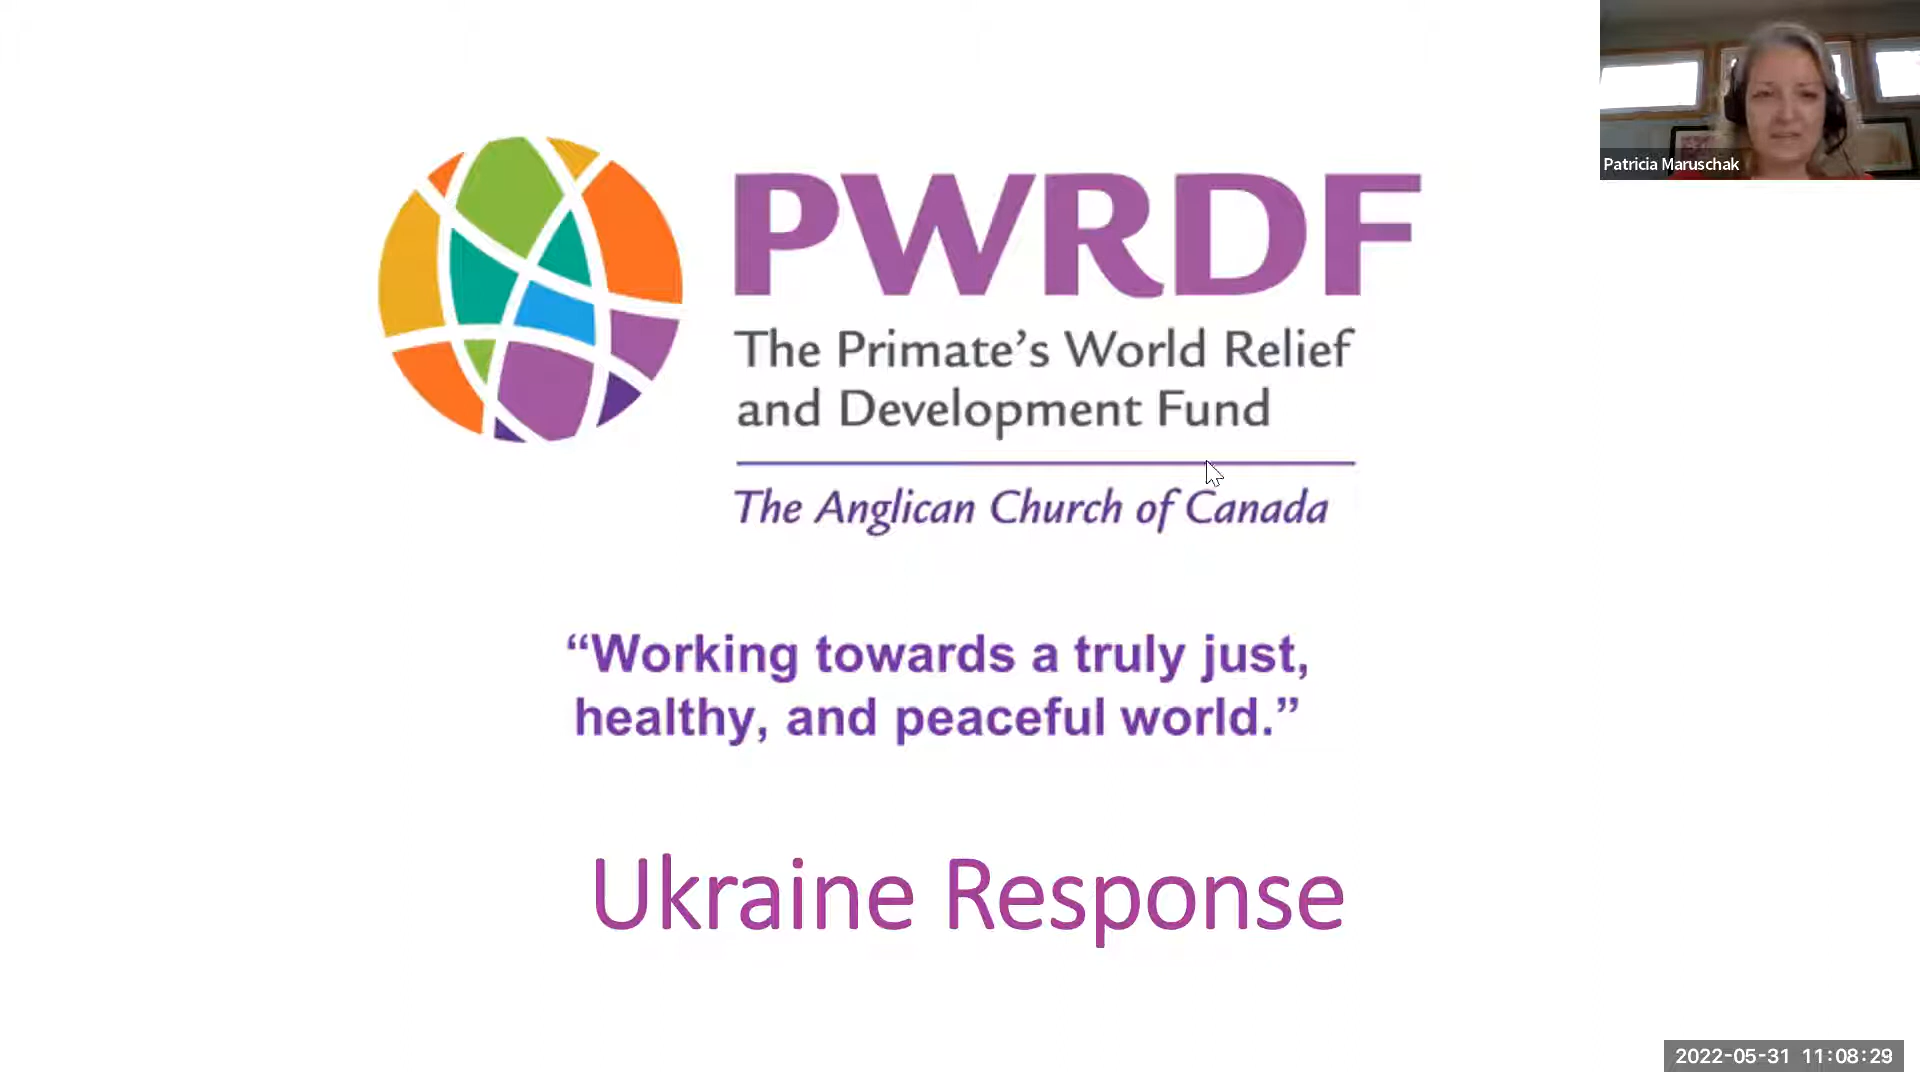 PWRDF
The Primate’s World Relief
and Development Fund
The Anglican Church of Canada
“Working towards a truly just,
healthy, and peaceful world.”
Ukraine Response
Patricia Maruschak
2022-05-31 11:08:29